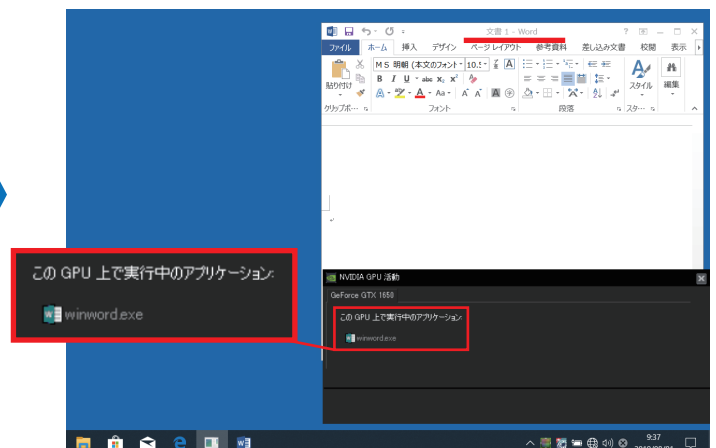 文書 1 - Word
ファイル ホーム 挿入 デザイン ページ レイアウト 参考資料 差し込み文書 校閲 表示
MS 明朝 (本文のフォント 10.5
貼り付け
スタイル 編集
クリップボ… フォント 段落 スタ…
この GPU 上で実行中のアプリケーション:
winword.exe
NVIDIA GPU 活動
GeForce GTX 1650
この GPU 上で実行中のアプリケーション:
winword.exe
9:37